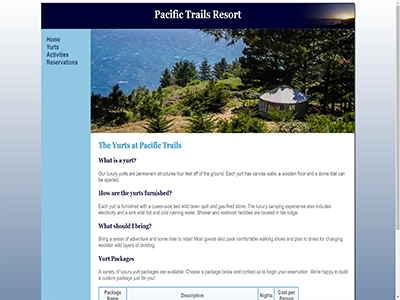 Pacific Trails Resort
Home
Yurts
Activities
Reservations
The Yurts at Pacific Trails
What is a yurt?
Our luxury yurts are permanent structures four feet off of the ground. Each yurt has canvas walls, a wooden floor and a dome that can
be opened.
How are the yurts furnished?
Each yurt is furnished with a queen-size bed with down quilt and gas-fired stove. The luxury camping experience also includes
electricity and a sink with hot and cold running water. Shower and restroom facilities are located in the lodge.
What should I bring?
Bring a sense of adventure and some time to relax! Most guests also pack comfortable walking shoes and plan to dress for changing
weather with layers of clothing.
Yurt Packages
A variety of luxury yurt packages are available. Choose a package below and contact us to begin your reservation. We're happy to build
a custom package just for you!
Package Name Description Nights Cost per Person